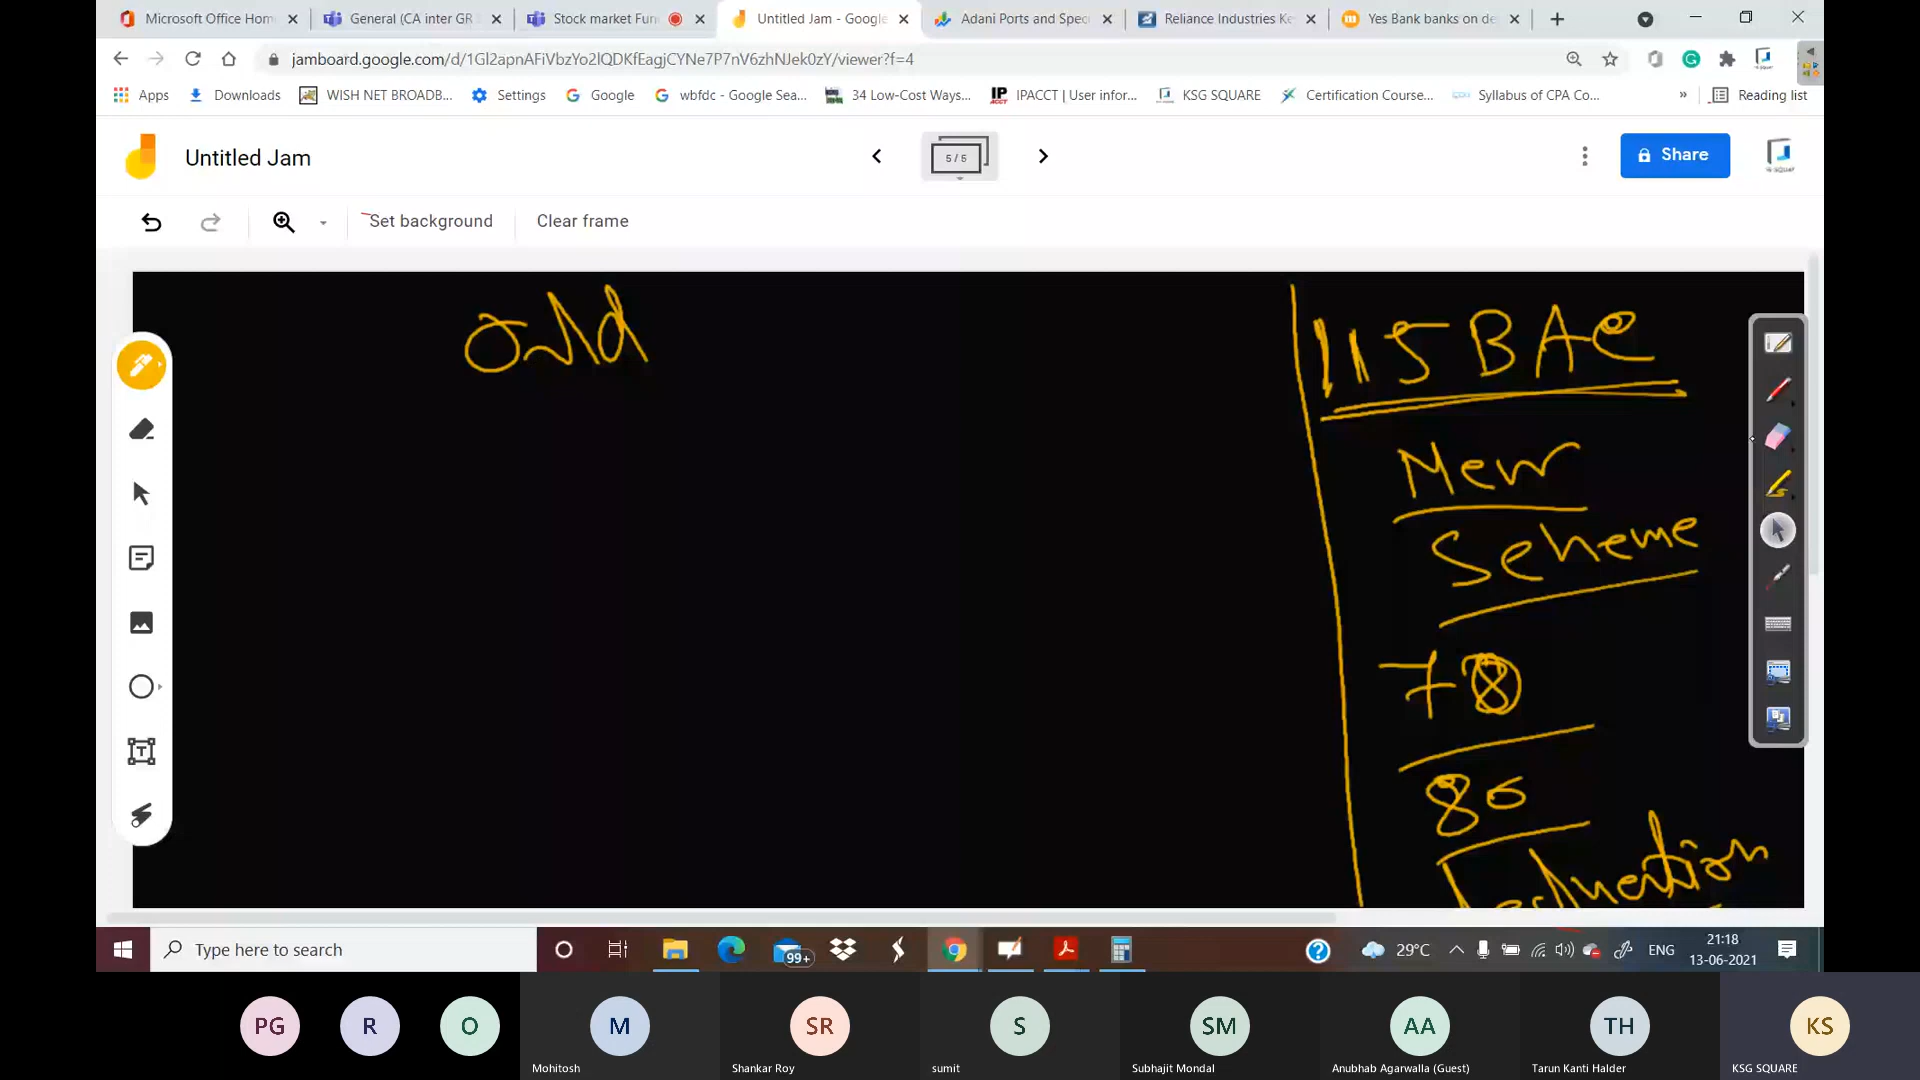 Microsoft Office Hom
General (CA inter GR
Stock market Fun
Untitled Jam - Google
Adani Ports and Spec
Reliance Industries Ke
Yes Bank banks on de
jamboard.google.com/d/1Gl2apnAFiVbzYo2lQDKfEagjCYNe7P7nV6zhNJek0zY/viewer?f=4
Apps
Downloads
WISH NET BROADB...
Settings
Google
wbfdc - Google Sea...
34 Low-Cost Ways...
IPACCT | User infor...
KSG SQUARE
Certification Course...
Syllabus of CPA Co...
»
Reading list
Untitled Jam
5 / 5
Share
Set background
Clear frame
old
115BAC
New
Scheme
80
Deduction
Type here to search
99+
29°C
ENG
21:18
13-06-2021
PG
R
O
M
SR
S
SM
AA
TH
KS
Mohitosh
Shankar Roy
sumit
Subhajit Mondal
Anubhab Agarwalla (Guest)
Tarun Kanti Halder
KSG SQUARE